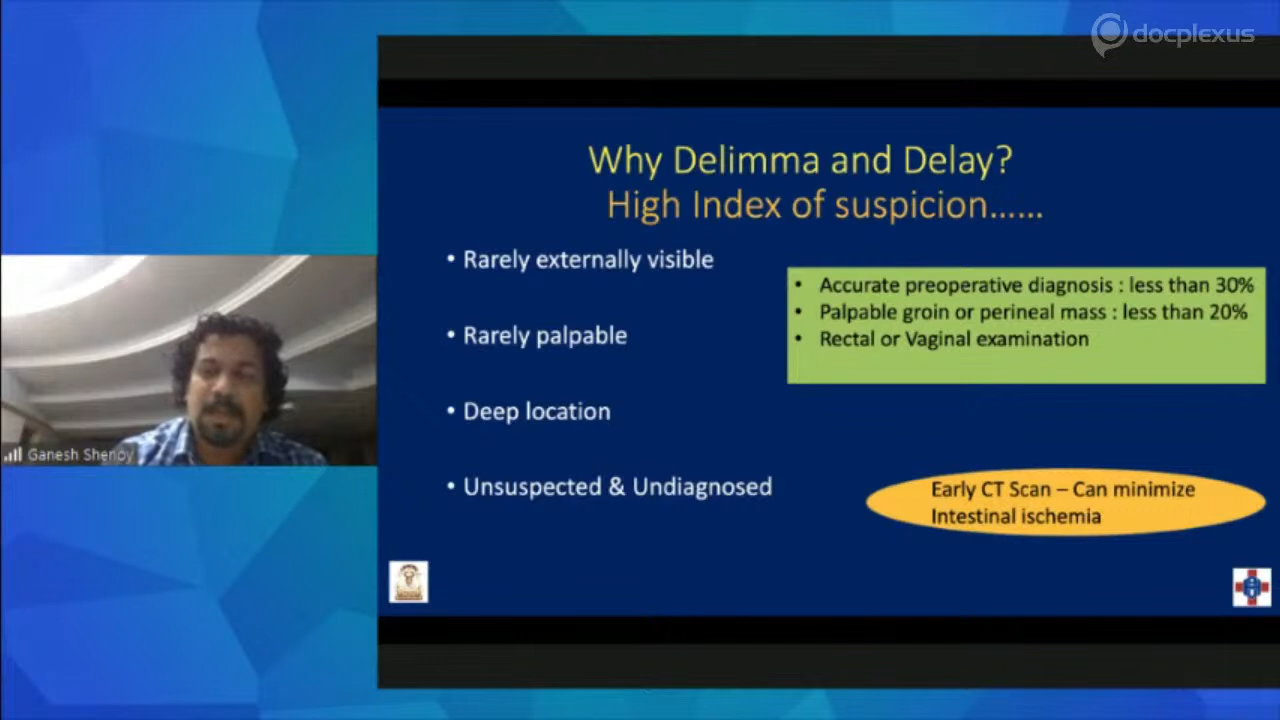 docplexus
Why Delimma and Delay?
High Index of suspicion……
• Rarely externally visible
• Rarely palpable
• Deep location
• Unsuspected & Undiagnosed
• Accurate preoperative diagnosis : less than 30%
• Palpable groin or perineal mass : less than 20%
• Rectal or Vaginal examination
Early CT Scan – Can minimize
Intestinal ischemia
Ganesh Shenoy